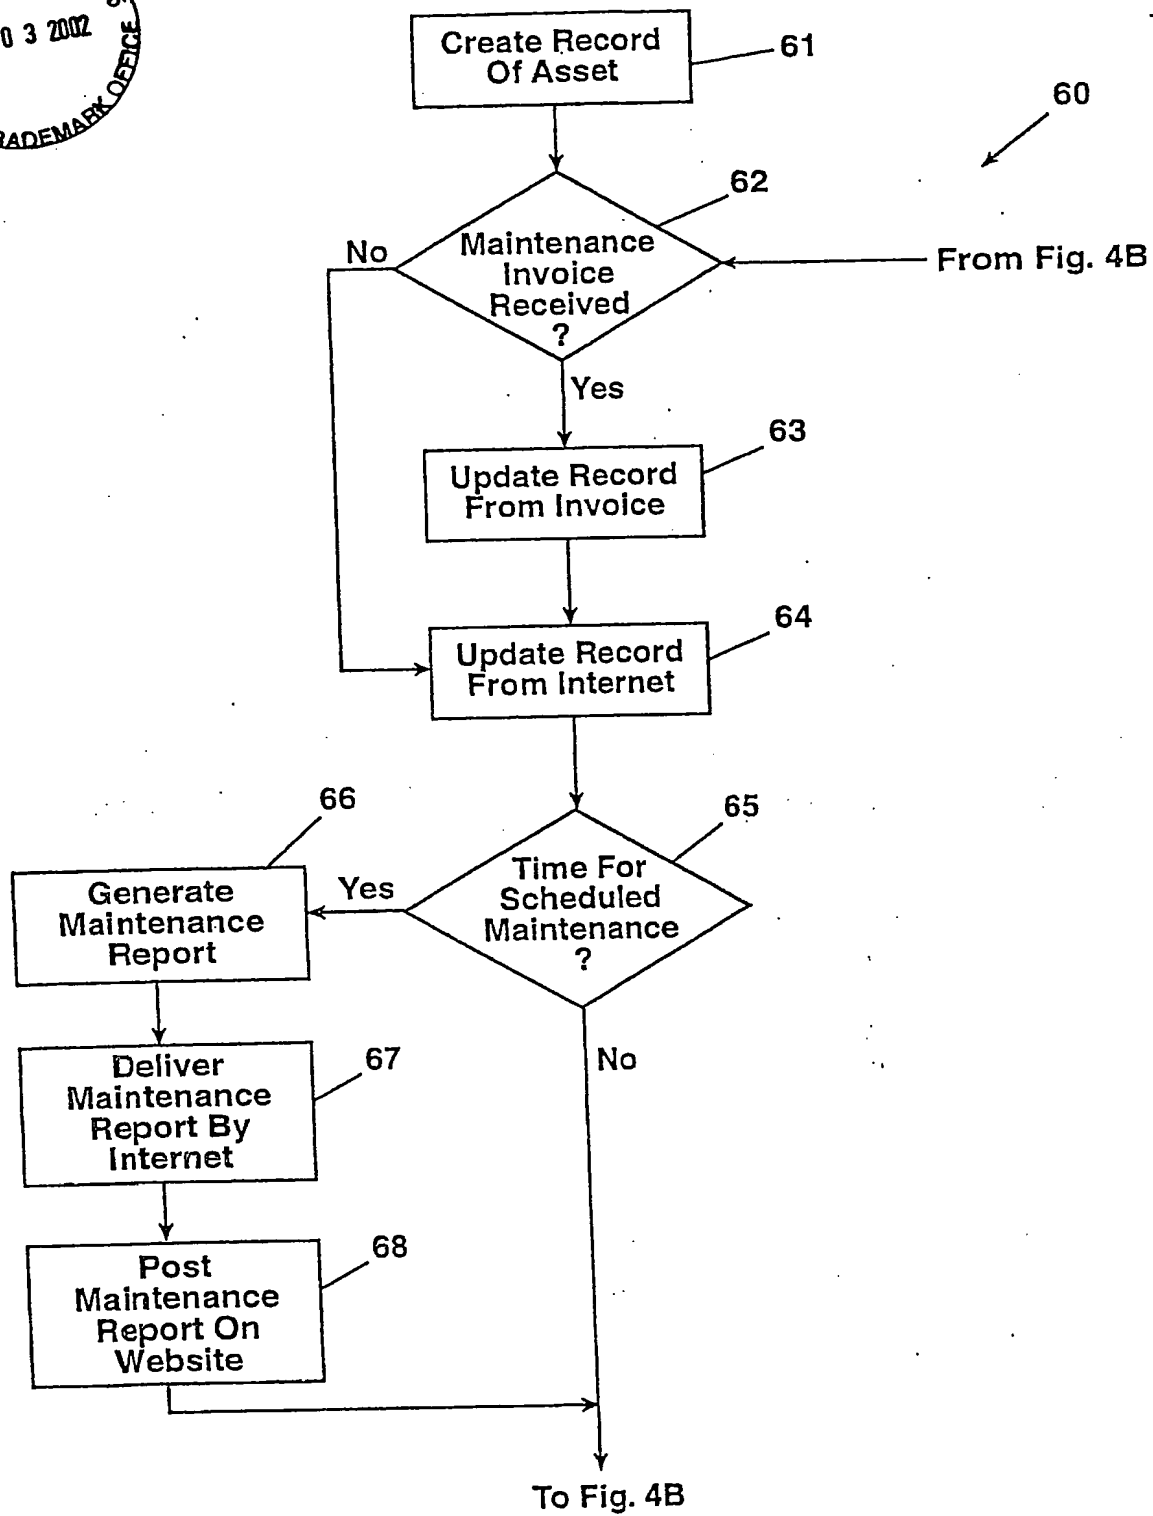 0 3 2002
RADEMARK OFFICE
Create Record
Of Asset
61
60
62
Maintenance
Invoice
Received
?
No
From Fig. 4B
Yes
63
Update Record
From Invoice
64
Update Record
From Internet
66
65
Time For
Scheduled
Maintenance
?
Yes
Generate
Maintenance
Report
No
67
Deliver
Maintenance
Report By
Internet
68
Post
Maintenance
Report On
Website
To Fig. 4B